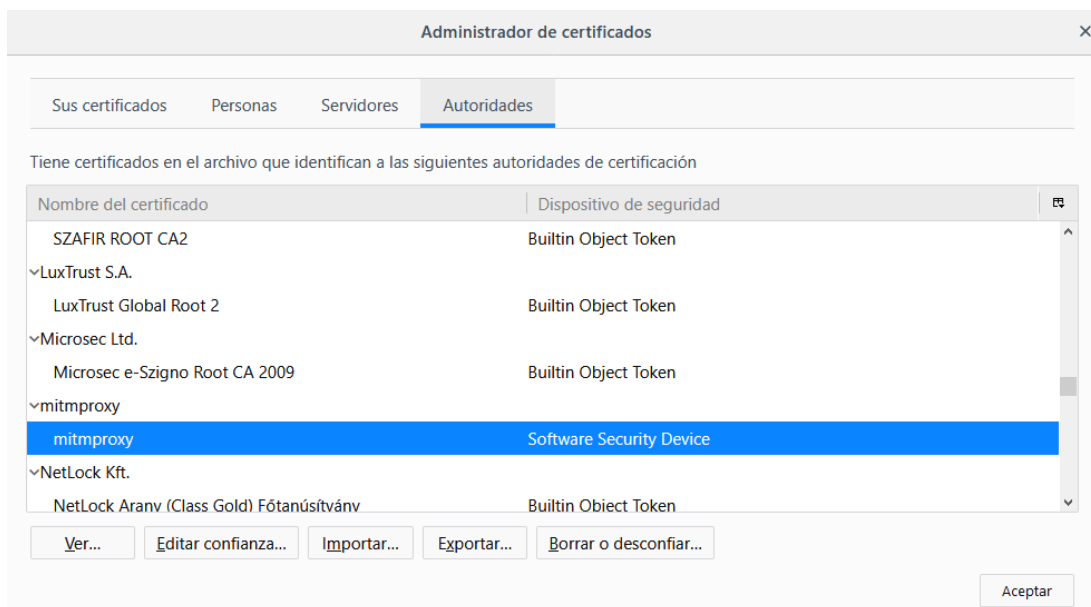 Administrador de certificados
Sus certificados Personas Servidores Autoridades
Tiene certificados en el archivo que identifican a las siguientes autoridades de certificación
Nombre del certificado Dispositivo de seguridad
SZAFIR ROOT CA2 Builtin Object Token
LuxTrust S.A.
LuxTrust Global Root 2 Builtin Object Token
Microsec Ltd.
Microsec e-Szigno Root CA 2009 Builtin Object Token
mitmproxy
mitmproxy Software Security Device
NetLock Kft.
NetLock Arany (Class Gold) Főtanúsítvány Builtin Object Token
Ver... Editar confianza... Importar... Exportar... Borrar o desconfiar...
Aceptar